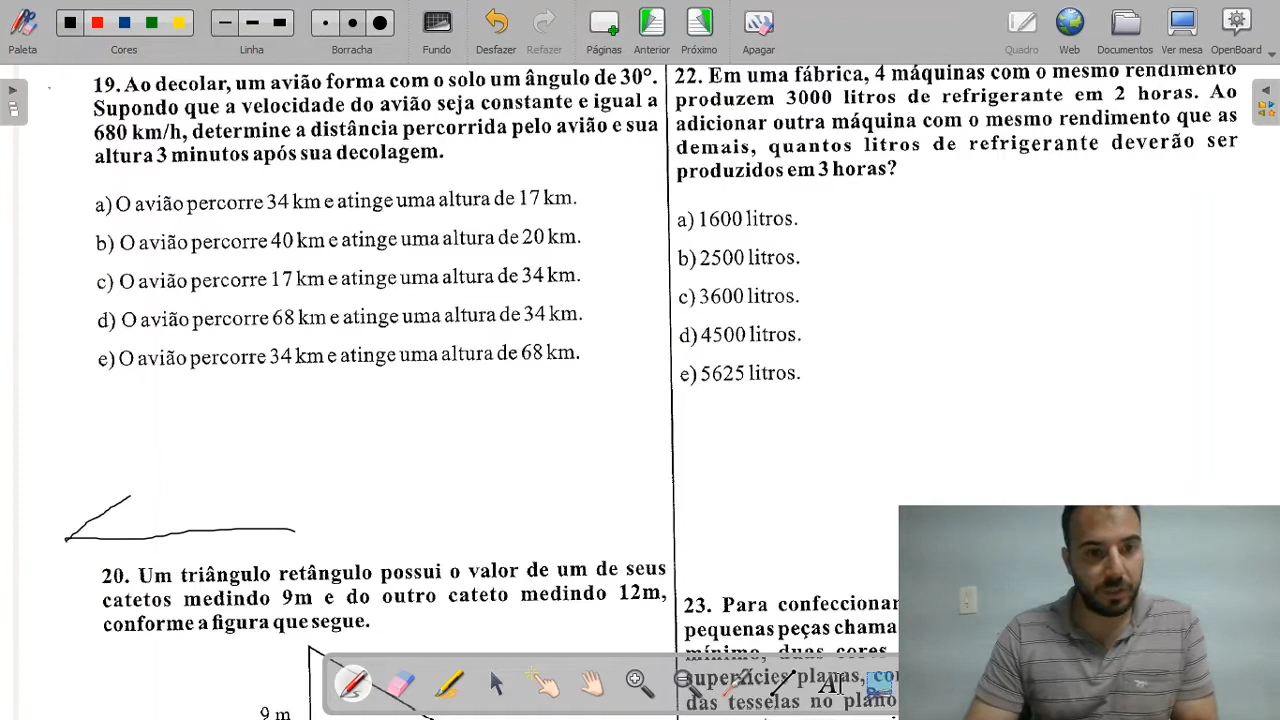 Paleta
Cores
Linha
Borracha
Fundo
Desfazer
Refazer
Páginas
Anterior
Próximo
Apagar
Quadro
Web
Documentos
Ver mesa
OpenBoard
19. Ao decolar, um avião forma com o solo um ângulo de 30°.
Supondo que a velocidade do avião seja constante e igual a
680 km/h, determine a distância percorrida pelo avião e sua
altura 3 minutos após sua decolagem.
a) O avião percorre 34 km e atinge uma altura de 17 km.
b) O avião percorre 40 km e atinge uma altura de 20 km.
c) O avião percorre 17 km e atinge uma altura de 34 km.
d) O avião percorre 68 km e atinge uma altura de 34 km.
e) O avião percorre 34 km e atinge uma altura de 68 km.
20. Um triângulo retângulo possui o valor de um de seus
catetos medindo 9m e do outro cateto medindo 12m,
conforme a figura que segue.
9 m
22. Em uma fábrica, 4 máquinas com o mesmo rendimento
produzem 3000 litros de refrigerante em 2 horas. Ao
adicionar outra máquina com o mesmo rendimento que as
demais, quantos litros de refrigerante deverão ser
produzidos em 3 horas?
a) 1600 litros.
b) 2500 litros.
c) 3600 litros.
d) 4500 litros.
e) 5625 litros.
23. Para confeccionar
pequenas peças chama
mínimo, duas cores
superfícies planas, co
das tesselas no plano